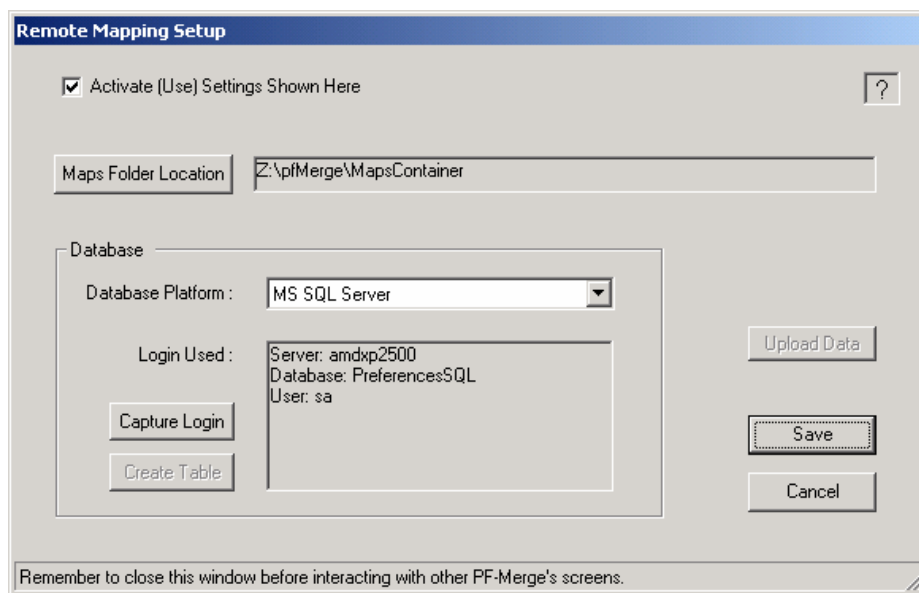 Remote Mapping Setup
Activate (Use) Settings Shown Here
?
Maps Folder Location
Z:\pfMerge\MapsContainer
Database
Database Platform :
MS SQL Server
Login Used :
Server: amdxp2500
Database: PreferencesSQL
User: sa
Capture Login
Create Table
Upload Data
Save
Cancel
Remember to close this window before interacting with other PF-Merge's screens.